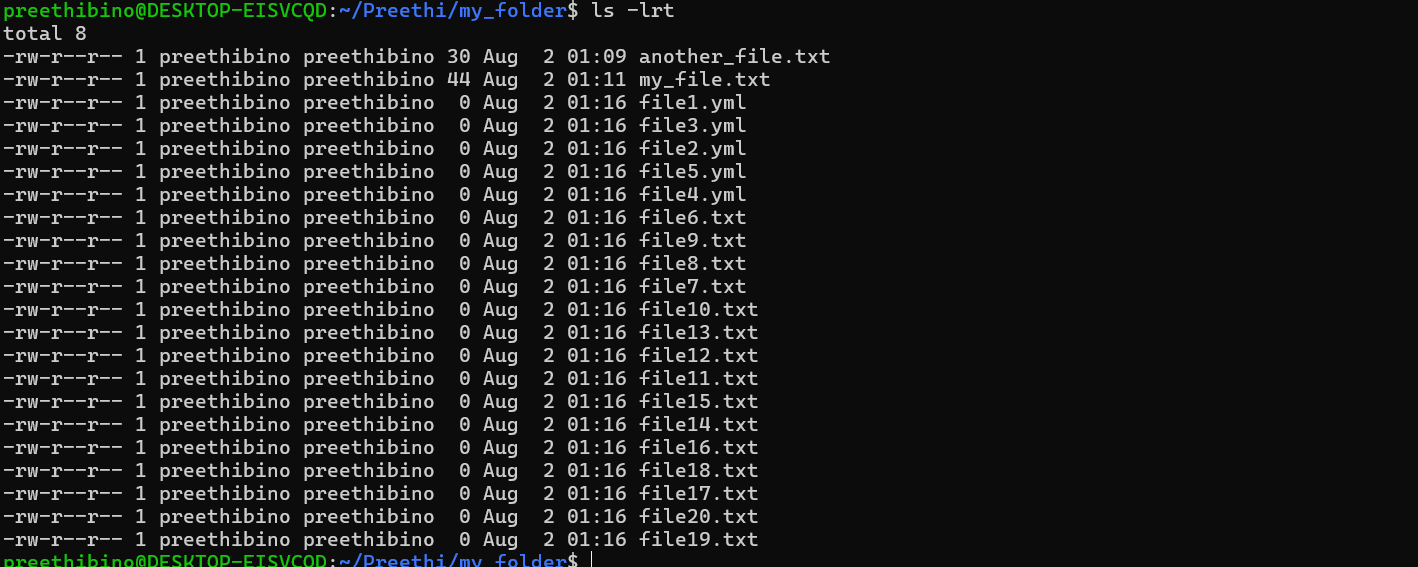 preethibino@DESKTOP-EISVCQD:~/Preethi/my_folder$ ls -lrt
total 8
-rw-r--r-- 1 preethibino preethibino 30 Aug  2 01:09 another_file.txt
-rw-r--r-- 1 preethibino preethibino 44 Aug  2 01:11 my_file.txt
-rw-r--r-- 1 preethibino preethibino  0 Aug  2 01:16 file1.yml
-rw-r--r-- 1 preethibino preethibino  0 Aug  2 01:16 file3.yml
-rw-r--r-- 1 preethibino preethibino  0 Aug  2 01:16 file2.yml
-rw-r--r-- 1 preethibino preethibino  0 Aug  2 01:16 file5.yml
-rw-r--r-- 1 preethibino preethibino  0 Aug  2 01:16 file4.yml
-rw-r--r-- 1 preethibino preethibino  0 Aug  2 01:16 file6.txt
-rw-r--r-- 1 preethibino preethibino  0 Aug  2 01:16 file9.txt
-rw-r--r-- 1 preethibino preethibino  0 Aug  2 01:16 file8.txt
-rw-r--r-- 1 preethibino preethibino  0 Aug  2 01:16 file7.txt
-rw-r--r-- 1 preethibino preethibino  0 Aug  2 01:16 file10.txt
-rw-r--r-- 1 preethibino preethibino  0 Aug  2 01:16 file13.txt
-rw-r--r-- 1 preethibino preethibino  0 Aug  2 01:16 file12.txt
-rw-r--r-- 1 preethibino preethibino  0 Aug  2 01:16 file11.txt
-rw-r--r-- 1 preethibino preethibino  0 Aug  2 01:16 file15.txt
-rw-r--r-- 1 preethibino preethibino  0 Aug  2 01:16 file14.txt
-rw-r--r-- 1 preethibino preethibino  0 Aug  2 01:16 file16.txt
-rw-r--r-- 1 preethibino preethibino  0 Aug  2 01:16 file18.txt
-rw-r--r-- 1 preethibino preethibino  0 Aug  2 01:16 file17.txt
-rw-r--r-- 1 preethibino preethibino  0 Aug  2 01:16 file20.txt
-rw-r--r-- 1 preethibino preethibino  0 Aug  2 01:16 file19.txt
preethibino@DESKTOP-EISVCQD:~/Preethi/my_folder$